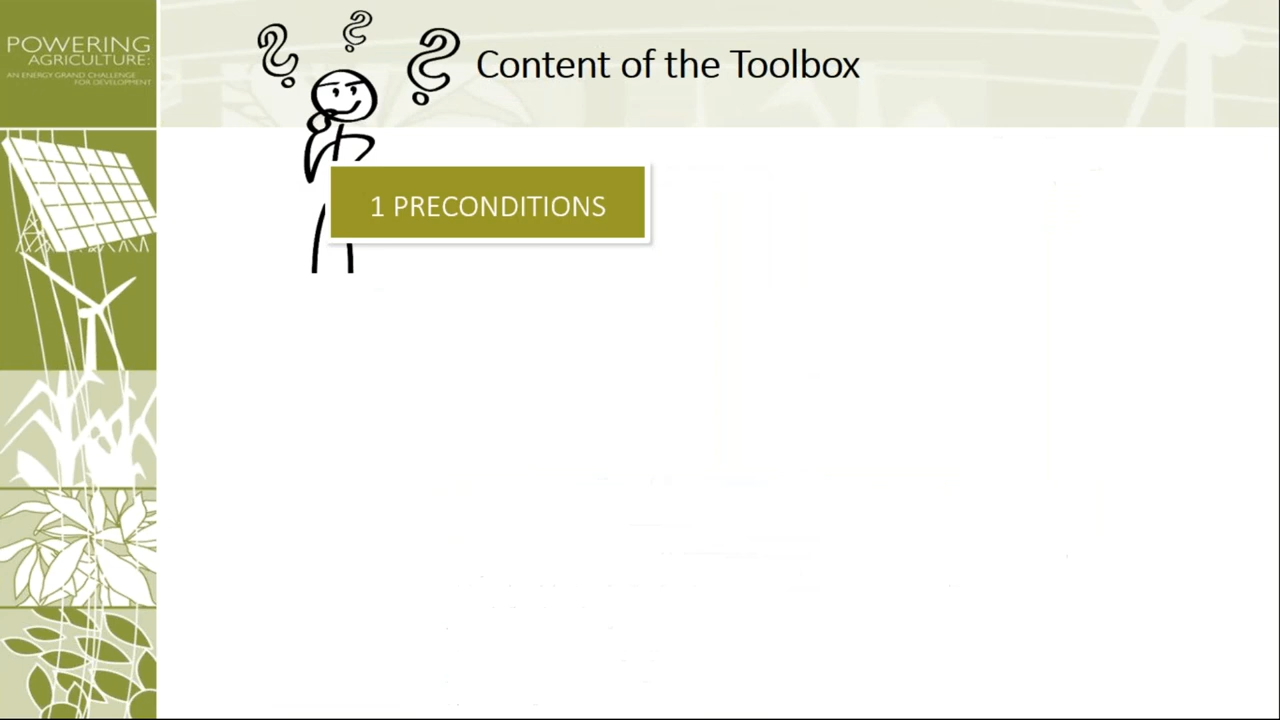 POWERING
AGRICULTURE:
AN ENERGY GRAND CHALLENGE
FOR DEVELOPMENT
? ? ?
Content of the Toolbox
1 PRECONDITIONS